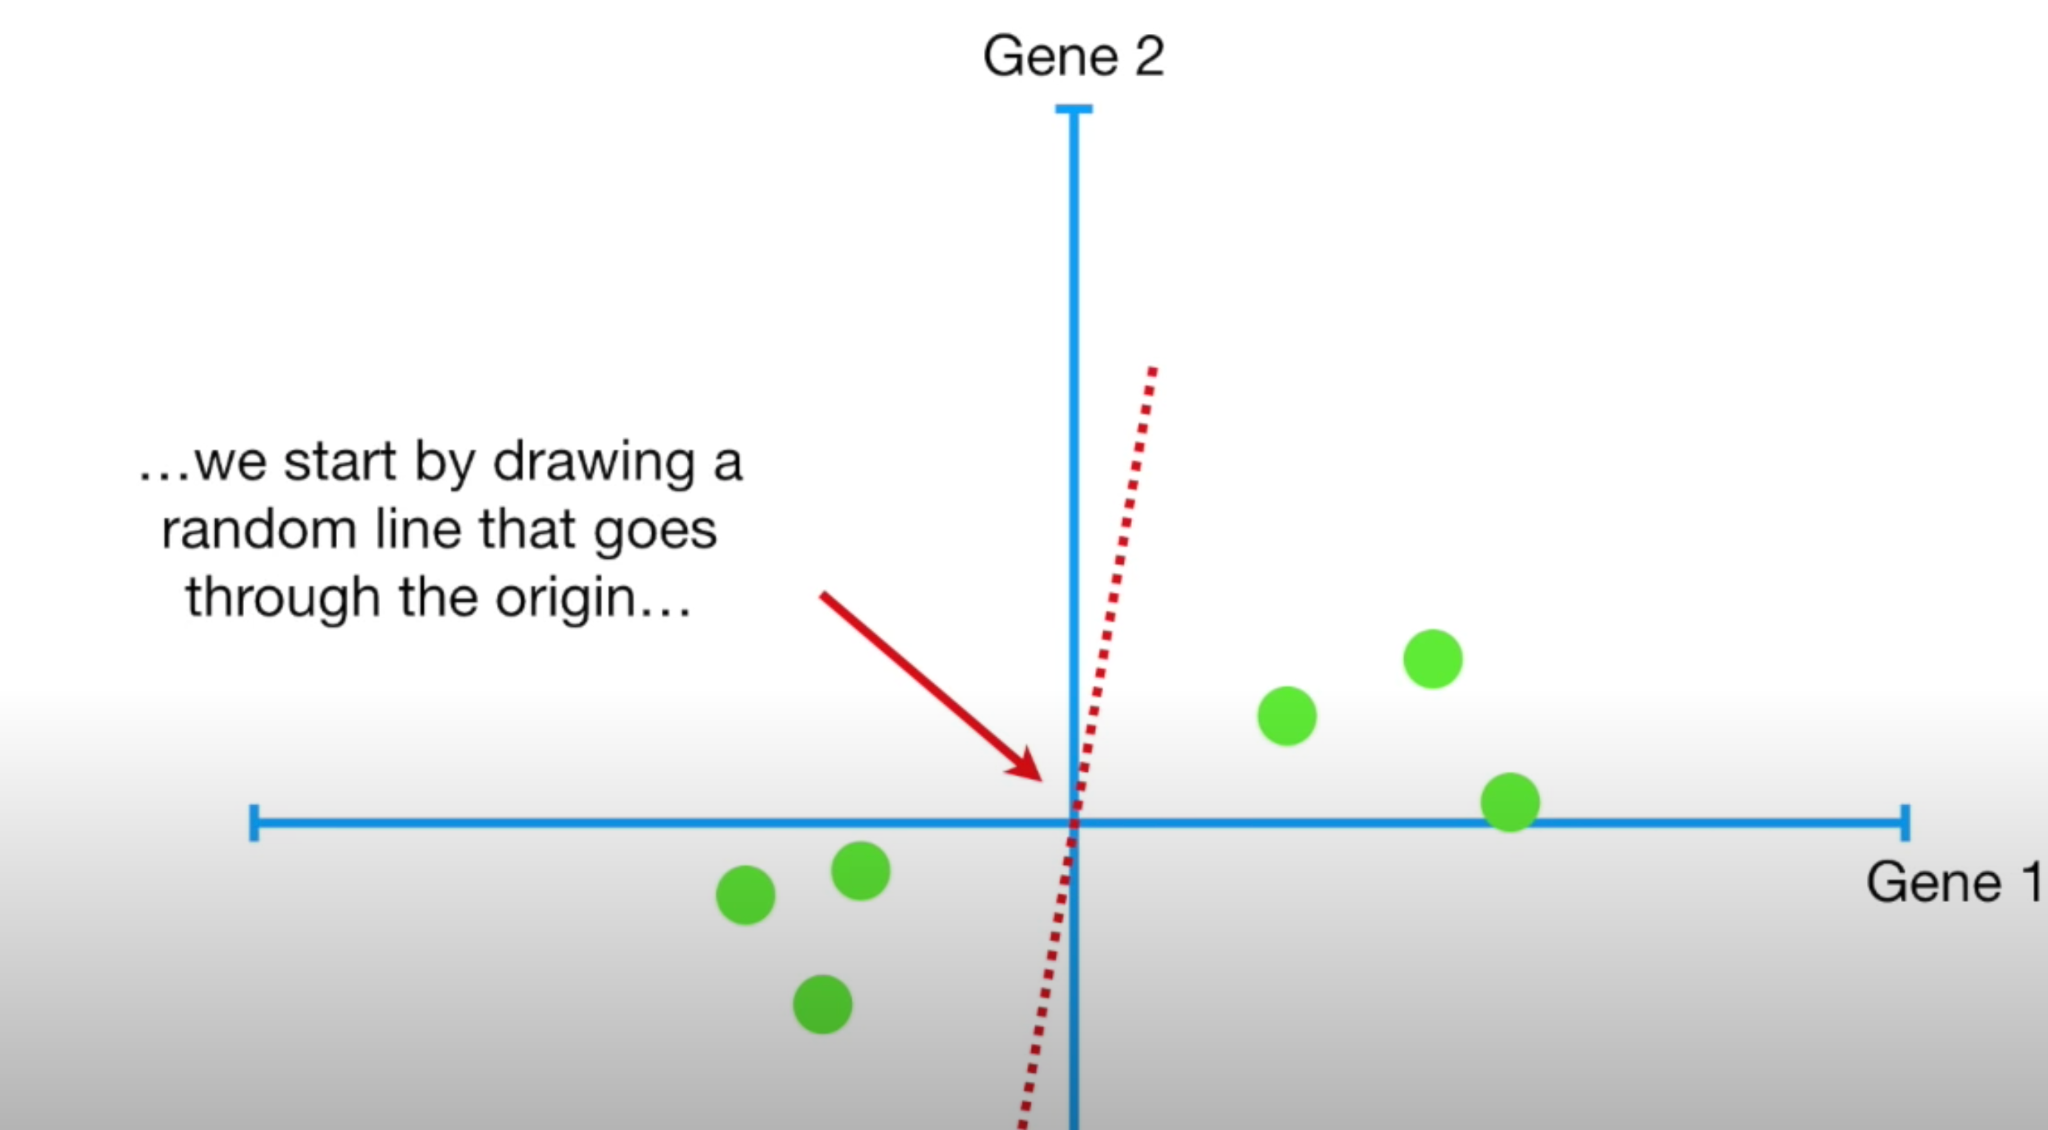 Gene 2
…we start by drawing a
random line that goes
through the origin…
Gene 1